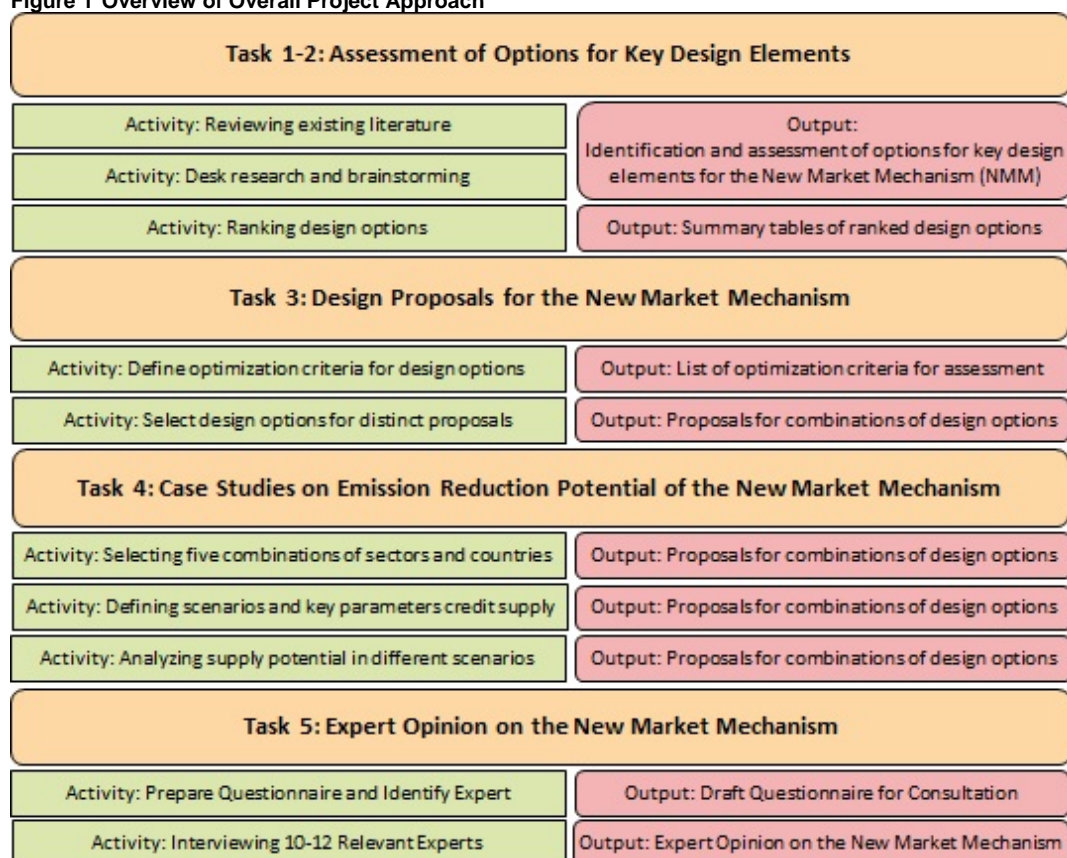 Figure 1 Overview of Overall Project Approach
Task 1-2: Assessment of Options for Key Design Elements
Activity: Reviewing existing literature
Activity: Desk research and brainstorming
Output:
Identification and assessment of options for key design
elements for the New Market Mechanism (NMM)
Activity: Ranking design options
Output: Summary tables of ranked design options
Task 3: Design Proposals for the New Market Mechanism
Activity: Define optimization criteria for design options
Output: List of optimization criteria for assessment
Activity: Select design options for distinct proposals
Output: Proposals for combinations of design options
Task 4: Case Studies on Emission Reduction Potential of the New Market Mechanism
Activity: Selecting five combinations of sectors and countries
Output: Proposals for combinations of design options
Activity: Defining scenarios and key parameters credit supply
Output: Proposals for combinations of design options
Activity: Analyzing supply potential in different scenarios
Output: Proposals for combinations of design options
Task 5: Expert Opinion on the New Market Mechanism
Activity: Prepare Questionnaire and Identify Expert
Output: Draft Questionnaire for Consultation
Activity: Interviewing 10-12 Relevant Experts
Output: Expert Opinion on the New Market Mechanism